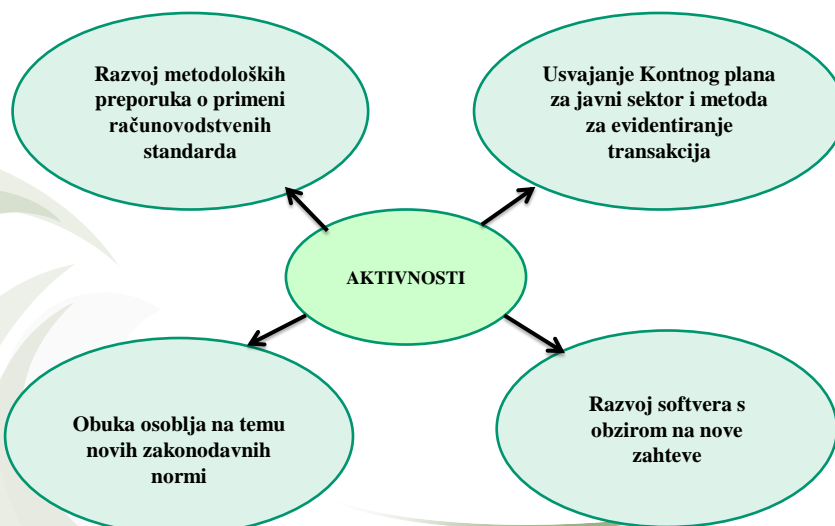 Razvoj metodoloških
preporuka o primeni
računovodstvenih
standarda
Usvajanje Kontnog plana
za javni sektor i metoda
za evidentiranje
transakcija
AKTIVNOSTI
Obuka osoblja na temu
novih zakonodavnih
normi
Razvoj softvera s
obzirom na nove
zahteve